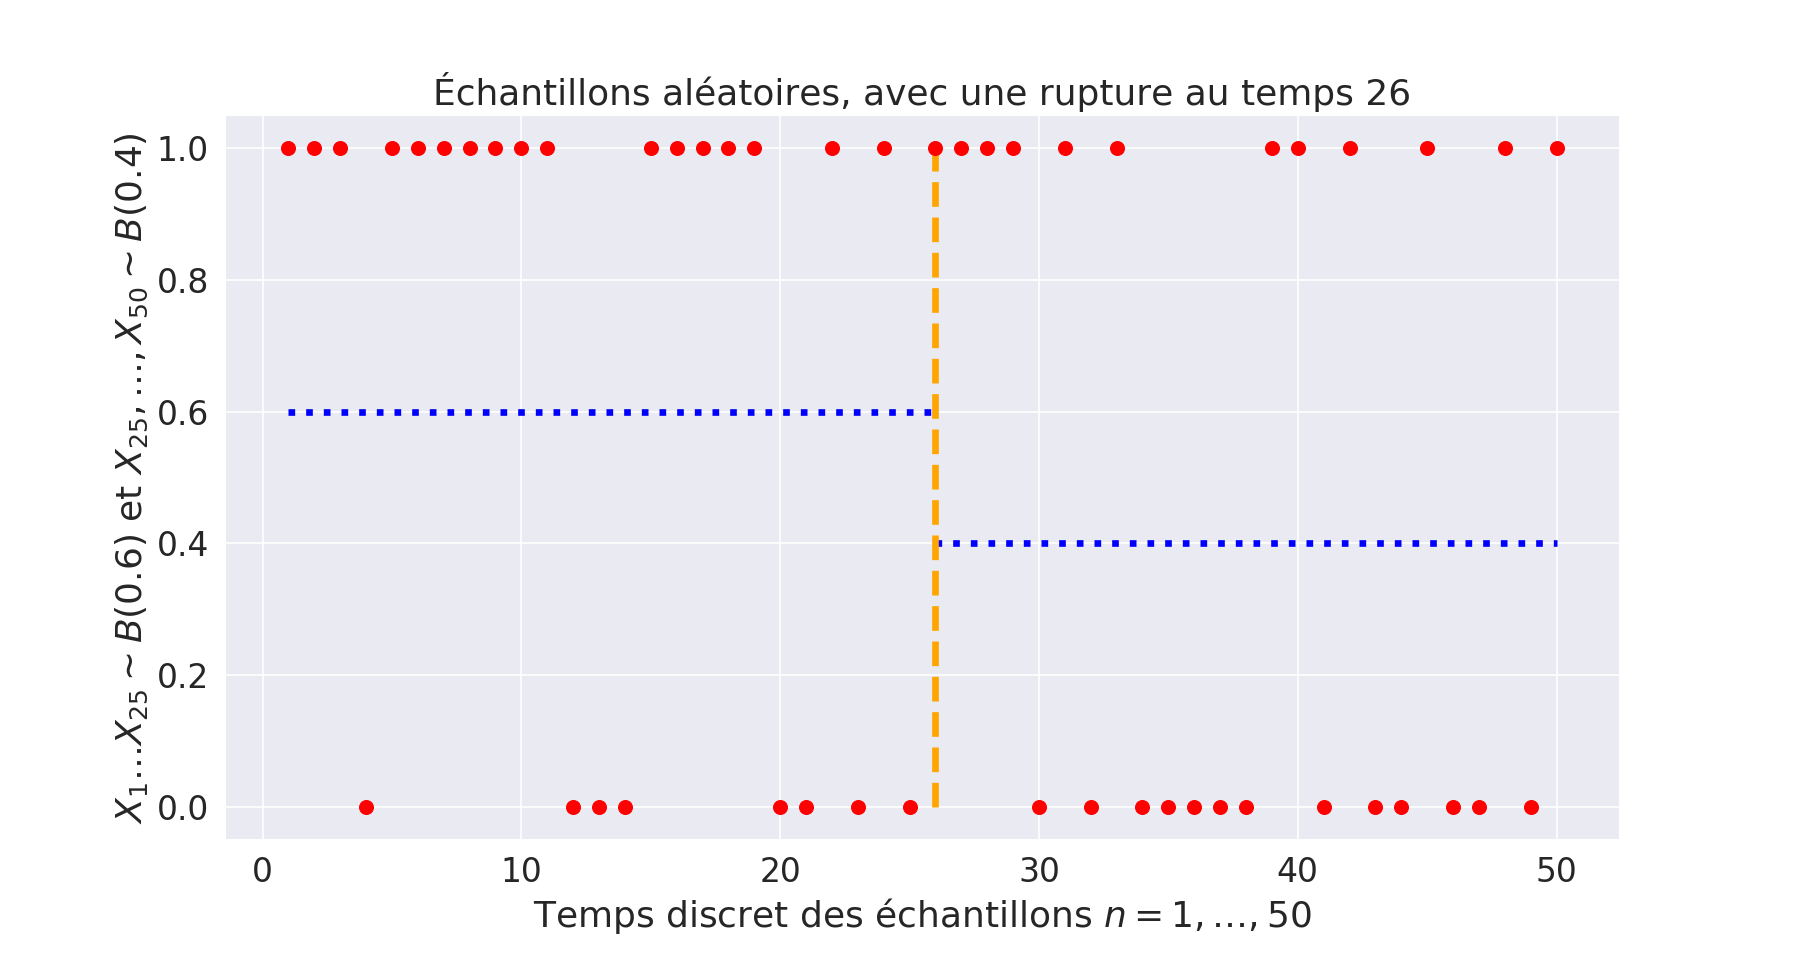 Échantillons aléatoires, avec une rupture au temps 26
X₁…X₂₅ ~ B(0.6) et X₂₅, …, X₅₀ ~ B(0.4)
1.0
0.8
0.6
0.4
0.2
0.0
0 10 20 30 40 50
Temps discret des échantillons n = 1, …, 50